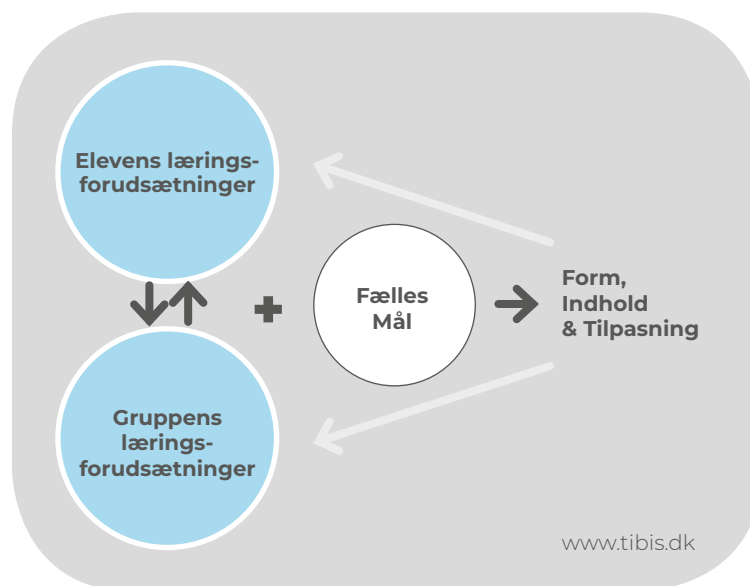 Elevens lærings-
forudsætninger
Fælles
Mål
Form,
Indhold
& Tilpasning
Gruppens
lærings-
forudsætninger
www.tibis.dk